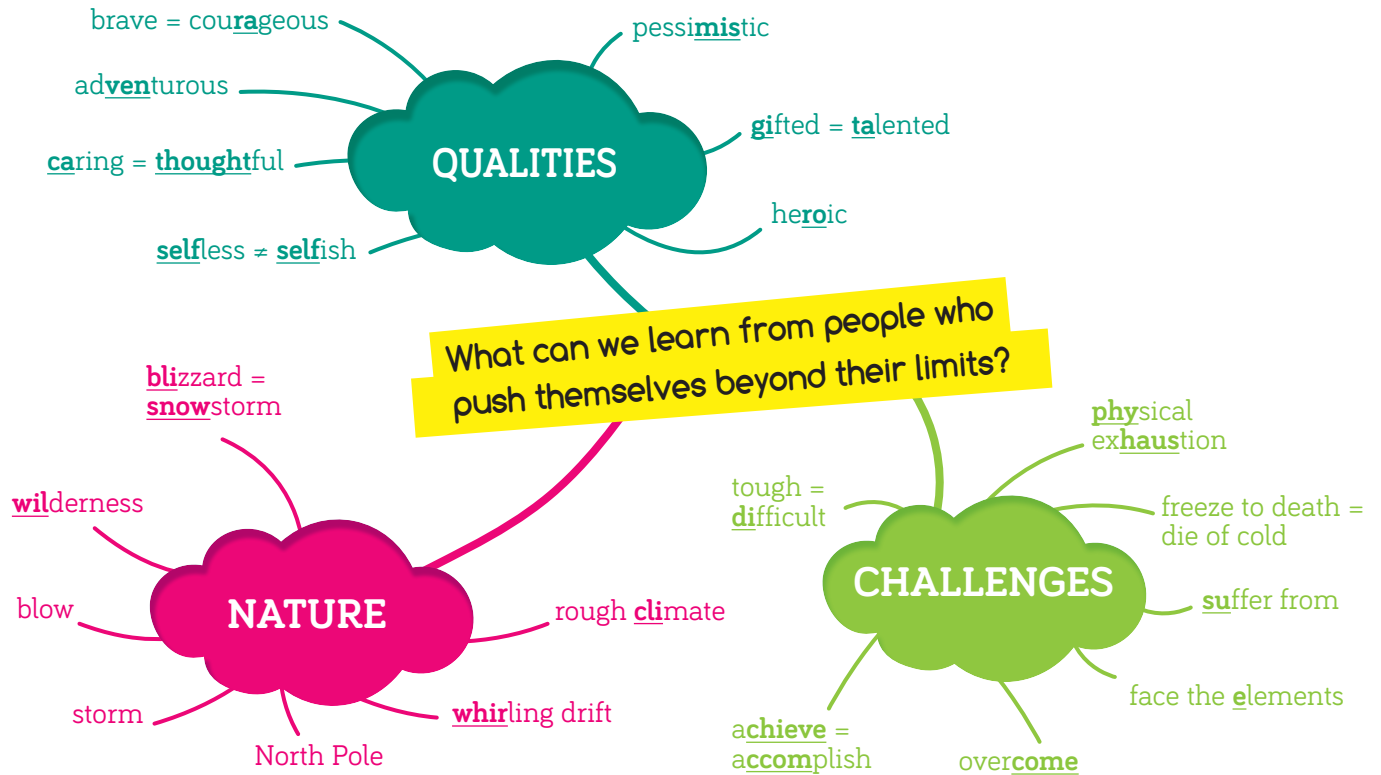 brave = courageous
adventurous
caring = thoughtful
selfless ≠ selfish
QUALITIES
pessimistic
gifted = talented
heroic
What can we learn from people who
push themselves beyond their limits?
blizzard =
snowstorm
wilderness
blow
storm
North Pole
NATURE
rough climate
whirling drift
tough =
difficult
CHALLENGES
physical
exhaustion
freeze to death =
die of cold
suffer from
face the elements
overcome
achieve =
accomplish